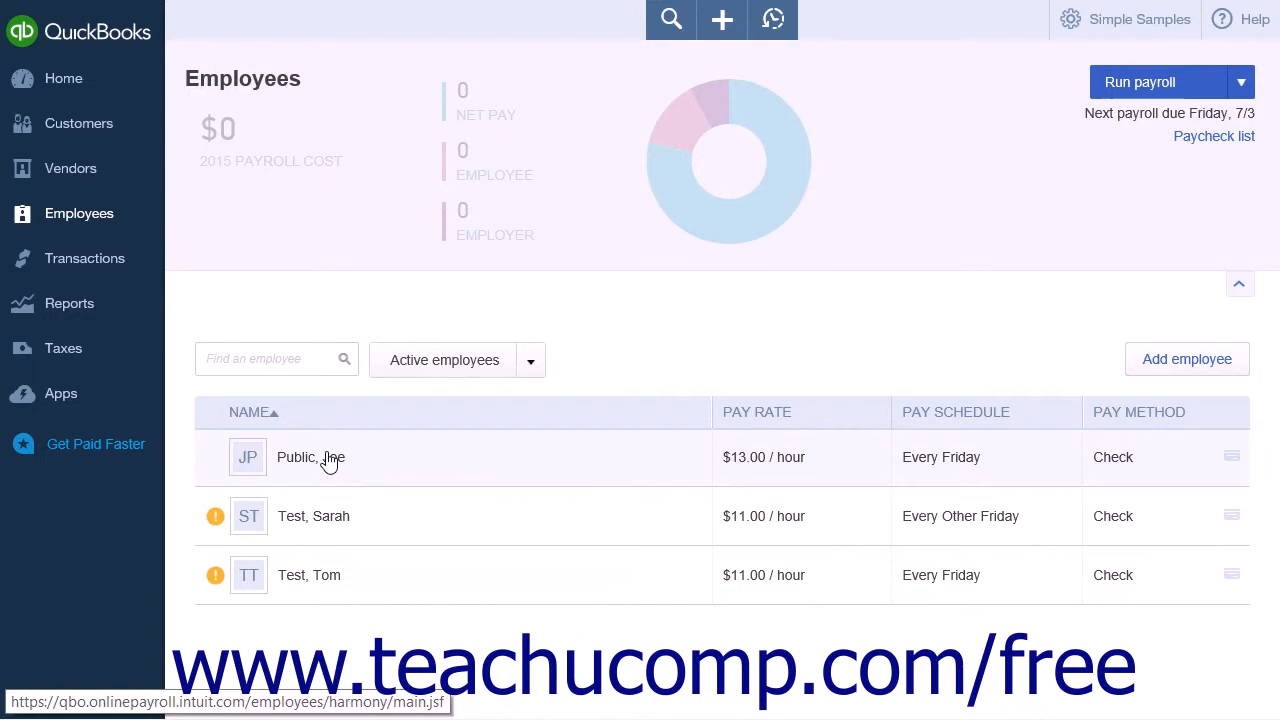 QuickBooks
Simple Samples
Help
Home
Customers
Vendors
Employees
Transactions
Reports
Taxes
Apps
Get Paid Faster
Employees
$0
2015 PAYROLL COST
0
NET PAY
0
EMPLOYEE
0
EMPLOYER
Run payroll
Next payroll due Friday, 7/3
Paycheck list
Find an employee
Active employees
Add employee
NAME PAY RATE PAY SCHEDULE PAY METHOD
JP Public, $13.00 / hour Every Friday Check
ST Test, Sarah $11.00 / hour Every Other Friday Check
TT Test, Tom $11.00 / hour Every Friday Check
www.teachucomp.com/free
https://qbo.onlinepayroll.intuit.com/employees/harmony/main.jsf